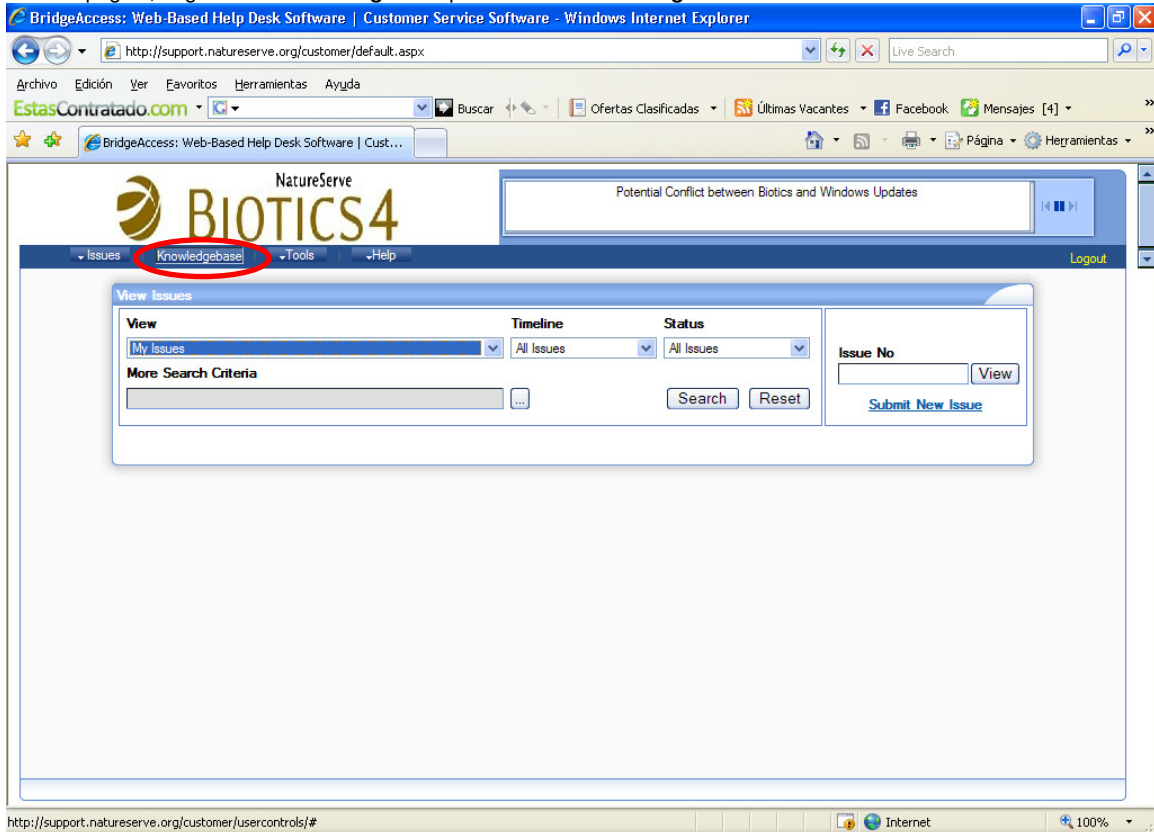 BridgeAccess: Web-Based Help Desk Software | Customer Service Software - Windows Internet Explorer
http://support.natureserve.org/customer/default.aspx
Live Search
Archivo Edición Ver Favoritos Herramientas Ayuda
EstasContratado.com
Buscar
Ofertas Clasificadas
Últimas Vacantes
Facebook
Mensajes [4]
BridgeAccess: Web-Based Help Desk Software | Cust...
Página
Herramientas
NatureServe
BIOTICS4
Potential Conflict between Biotics and Windows Updates
Issues
Knowledgebase
Tools
Help
Logout
View Issues
View
Timeline
Status
My Issues
All Issues
All Issues
Issue No
View
More Search Criteria
...
Search
Reset
Submit New Issue
http://support.natureserve.org/customer/usercontrols/#
Internet
100%